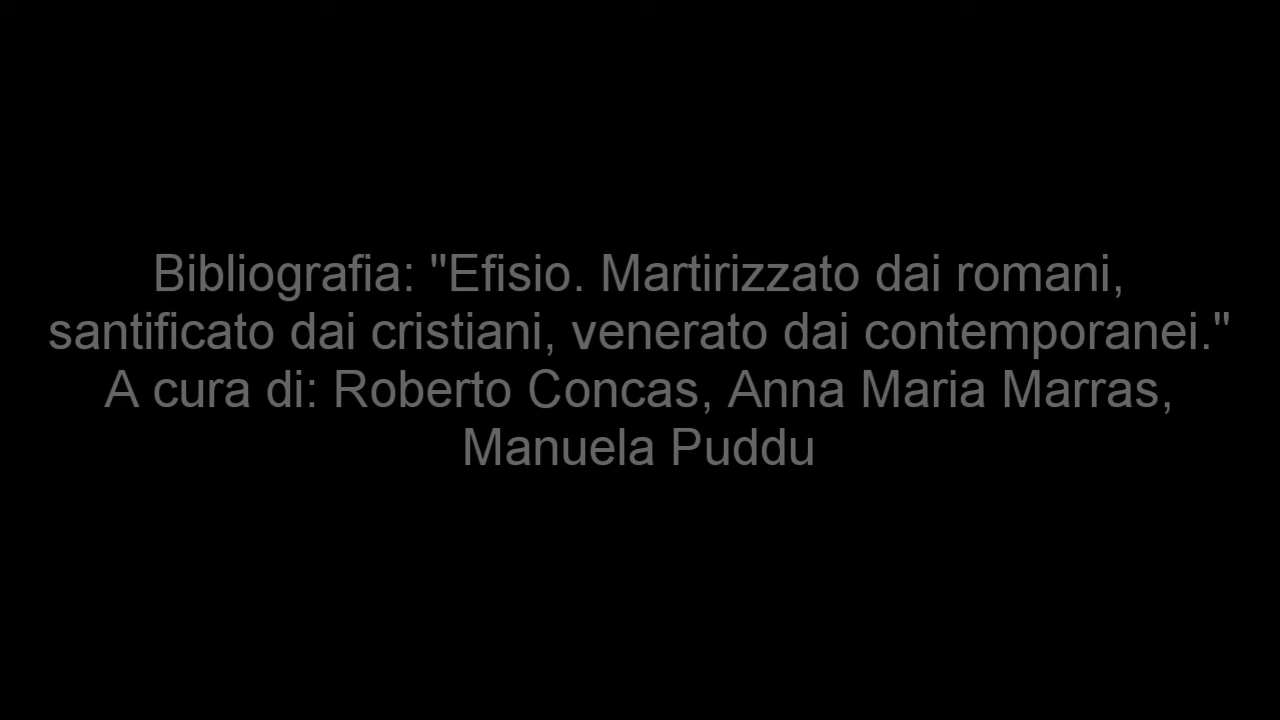 Bibliografia: "Efisio. Martirizzato dai romani,
santificato dai cristiani, venerato dai contemporanei."
A cura di: Roberto Concas, Anna Maria Marras,
Manuela Puddu